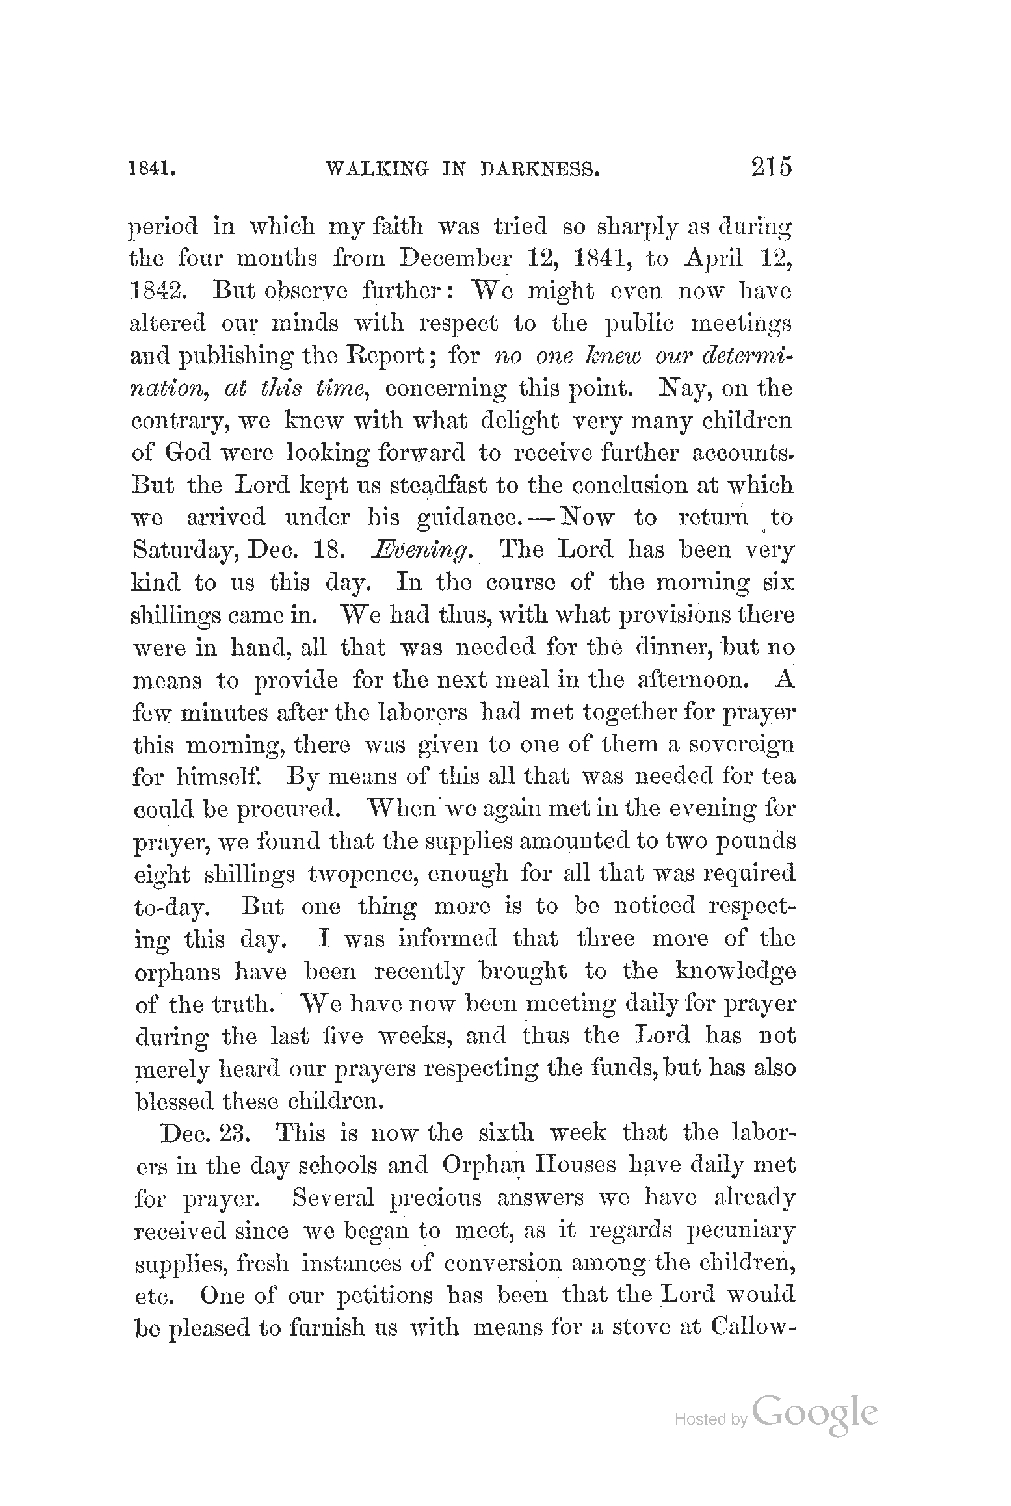 1841. WALKING IN DARKNESS. 215
period in which my faith was tried so sharply as during
the four months from December 12, 1841, to April 12,
1842. But observe further: We might even now have
altered our minds with respect to the public meetings
and publishing the Report; for no one knew our determi-
nation, at this time, concerning this point. Nay, on the
contrary, we knew with what delight very many children
of God were looking forward to receive further accounts.
But the Lord kept us steadfast to the conclusion at which
we arrived under his guidance.—Now to return to
Saturday, Dec. 18. Evening. The Lord has been very
kind to us this day. In the course of the morning six
shillings came in. We had thus, with what provisions there
were in hand, all that was needed for the dinner, but no
means to provide for the next meal in the afternoon. A
few minutes after the laborers had met together for prayer
this morning, there was given to one of them a sovereign
for himself. By means of this all that was needed for tea
could be procured. When we again met in the evening for
prayer, we found that the supplies amounted to two pounds
eight shillings twopence, enough for all that was required
to-day. But one thing more is to be noticed respect-
ing this day. I was informed that three more of the
orphans have been recently brought to the knowledge
of the truth. We have now been meeting daily for prayer
during the last five weeks, and thus the Lord has not
merely heard our prayers respecting the funds, but has also
blessed these children.
Dec. 23. This is now the sixth week that the labor-
ers in the day schools and Orphan Houses have daily met
for prayer. Several precious answers we have already
received since we began to meet, as it regards pecuniary
supplies, fresh instances of conversion among the children,
etc. One of our petitions has been that the Lord would
be pleased to furnish us with means for a stove at Callow-
Hosted by Google